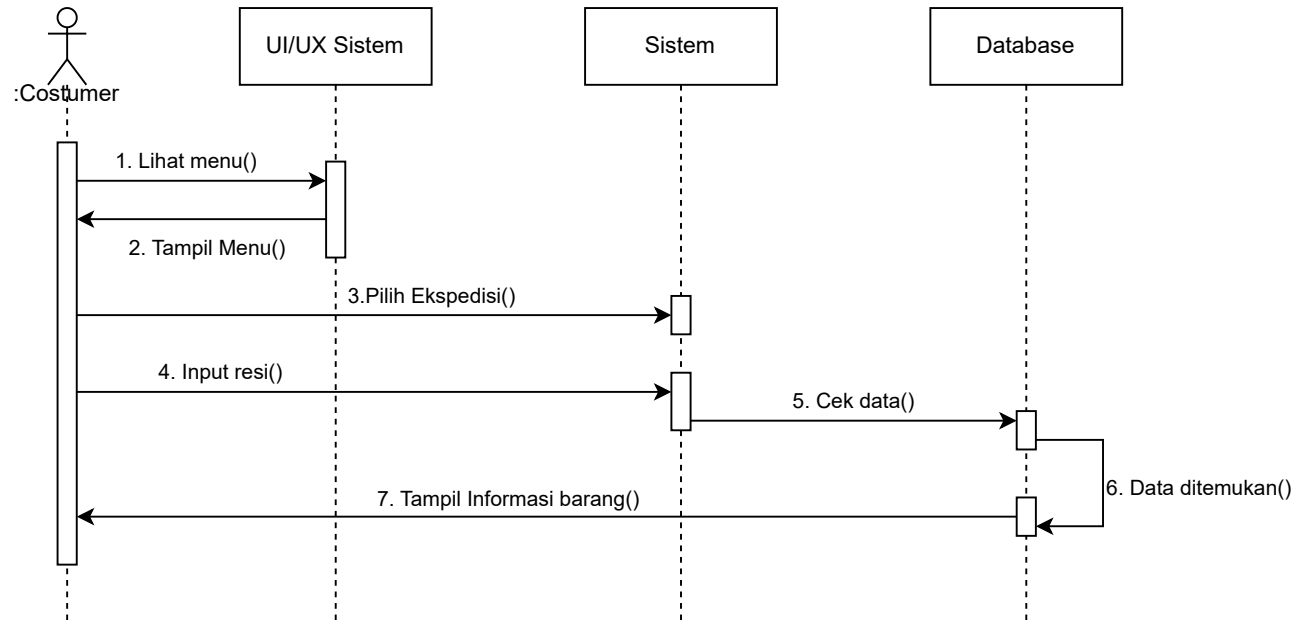 :Costumer
UI/UX Sistem
Sistem
Database
1. Lihat menu()
2. Tampil Menu()
3.Pilih Ekspedisi()
4. Input resi()
5. Cek data()
6. Data ditemukan()
7. Tampil Informasi barang()